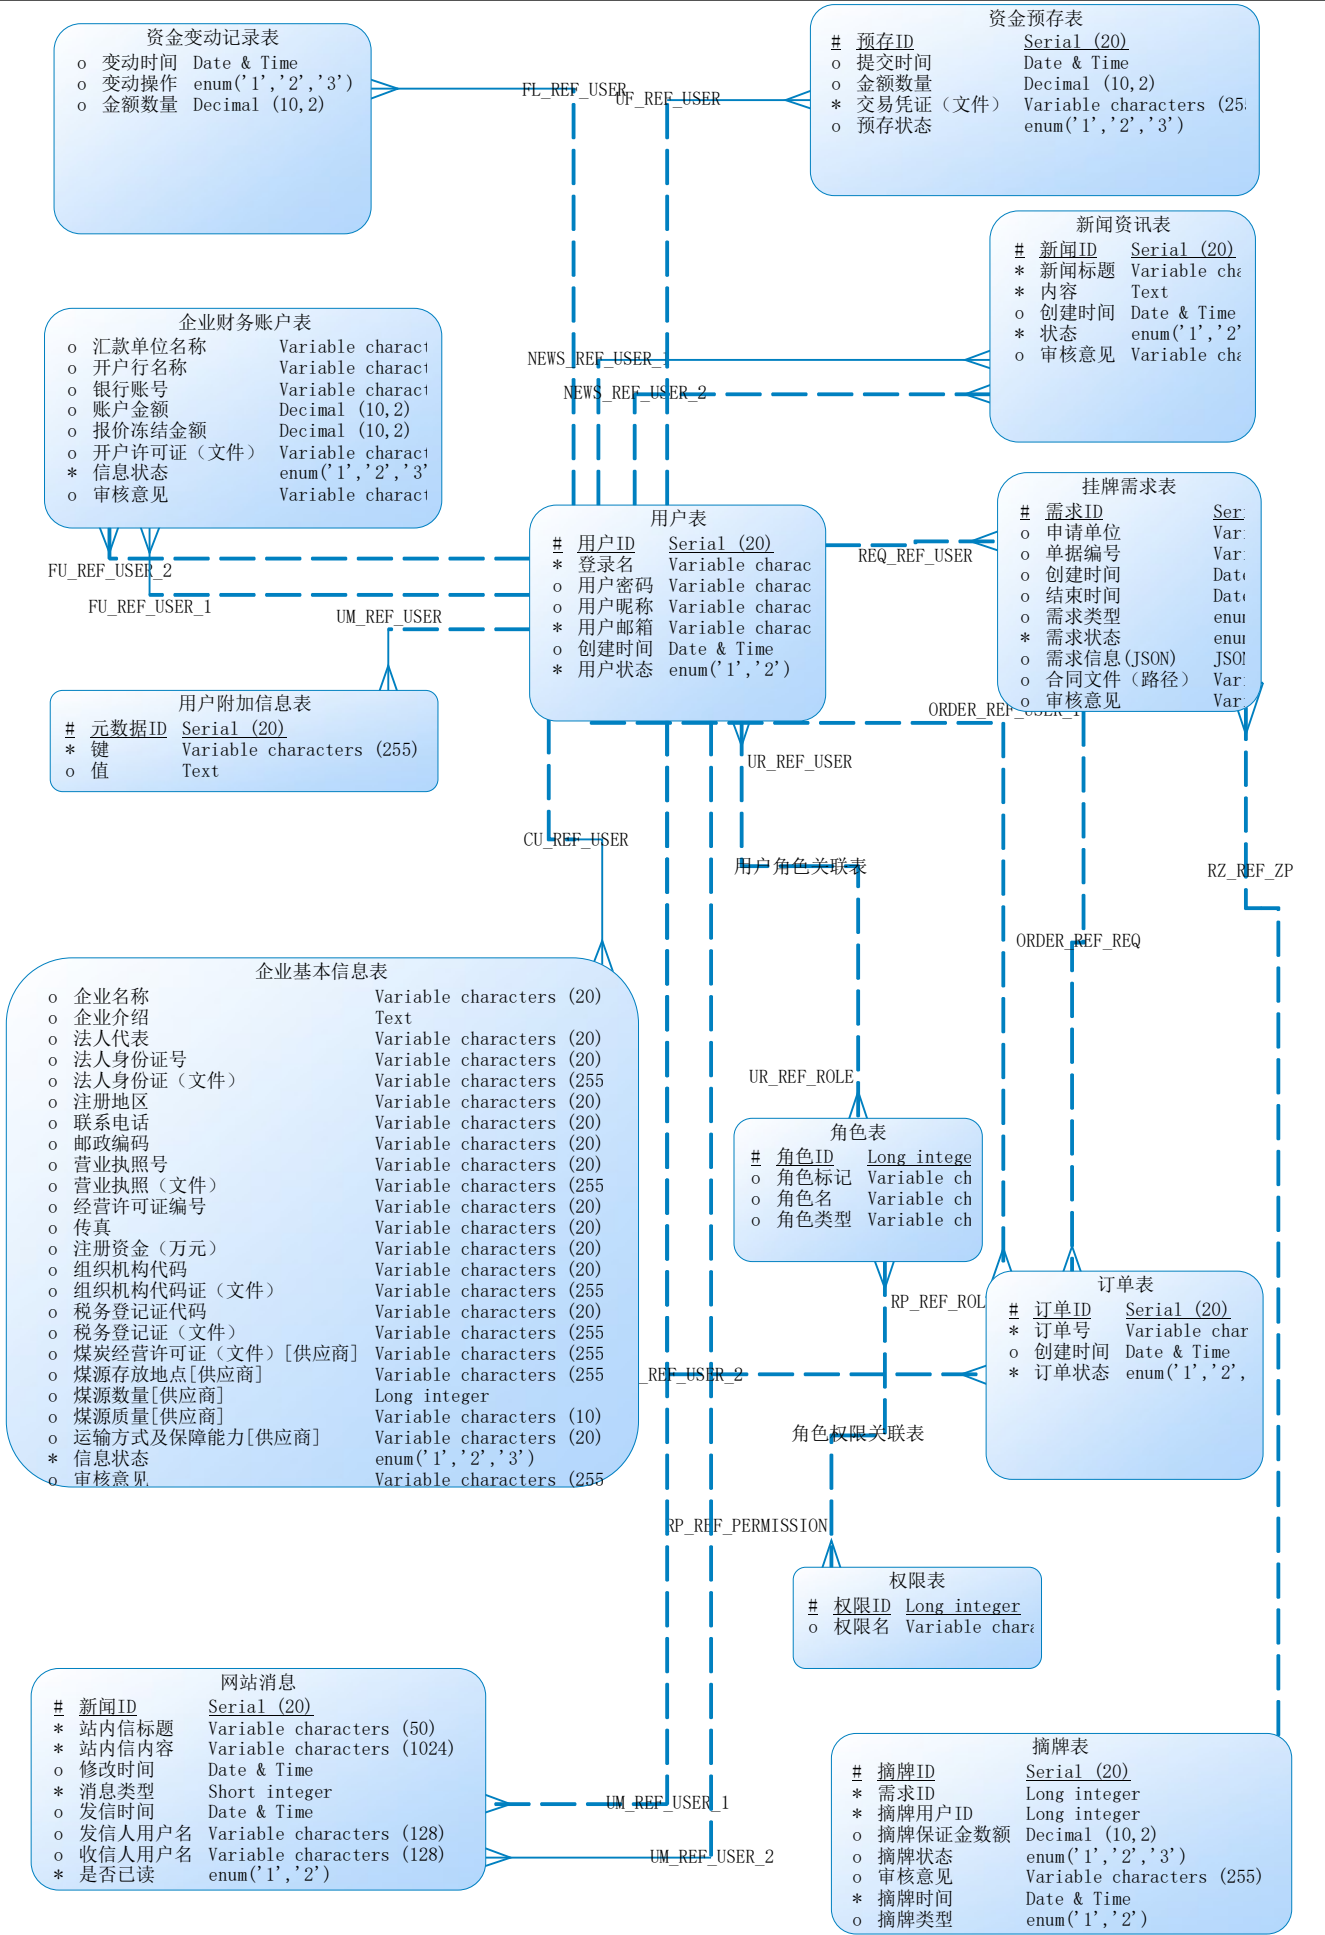 资金变动记录表
o 变动时间 Date & Time
o 变动操作 enum('1','2','3')
o 金额数量 Decimal (10,2)
资金预存表
# 预存ID Serial (20)
o 提交时间 Date & Time
o 金额数量 Decimal (10,2)
* 交易凭证（文件） Variable characters (25
o 预存状态 enum('1','2','3')
FL_REF_USER
UF_REF_USER
新闻资讯表
# 新闻ID Serial (20)
* 新闻标题 Variable cha
* 内容 Text
o 创建时间 Date & Time
* 状态 enum('1','2'
o 审核意见 Variable cha
NEWS_REF_USER_1
NEWS_REF_USER_2
企业财务账户表
o 汇款单位名称 Variable charact
o 开户行名称 Variable charact
o 银行账号 Variable charact
o 账户金额 Decimal (10,2)
o 报价冻结金额 Decimal (10,2)
o 开户许可证（文件） Variable charact
* 信息状态 enum('1','2','3'
o 审核意见 Variable charact
FU_REF_USER_2
FU_REF_USER_1
UM_REF_USER
用户表
# 用户ID Serial (20)
* 登录名 Variable charac
o 用户密码 Variable charac
o 用户昵称 Variable charac
* 用户邮箱 Variable charac
o 创建时间 Date & Time
* 用户状态 enum('1','2')
REQ_REF_USER
挂牌需求表
# 需求ID Ser
o 申请单位 Var
o 单据编号 Var
o 创建时间 Date
o 结束时间 Date
o 需求类型 enum
* 需求状态 enum
o 需求信息(JSON) JSON
o 合同文件（路径） Var
o 审核意见 Var
用户附加信息表
# 元数据ID Serial (20)
* 键 Variable characters (255)
o 值 Text
ORDER_REF_USER_1
UR_REF_USER
CU_REF_USER
用户角色关联表
RZ_REF_ZP
ORDER_REF_REQ
企业基本信息表
o 企业名称 Variable characters (20)
o 企业介绍 Text
o 法人代表 Variable characters (20)
o 法人身份证号 Variable characters (20)
o 法人身份证（文件） Variable characters (255
o 注册地区 Variable characters (20)
o 联系电话 Variable characters (20)
o 邮政编码 Variable characters (20)
o 营业执照号 Variable characters (20)
o 营业执照（文件） Variable characters (255
o 经营许可证编号 Variable characters (20)
o 传真 Variable characters (20)
o 注册资金（万元） Variable characters (20)
o 组织机构代码 Variable characters (20)
o 组织机构代码证（文件） Variable characters (255
o 税务登记证代码 Variable characters (20)
o 税务登记证（文件） Variable characters (255
o 煤炭经营许可证（文件）[供应商] Variable characters (255
o 煤源存放地点[供应商] Variable characters (255
o 煤源数量[供应商] Long integer
o 煤源质量[供应商] Variable characters (10)
o 运输方式及保障能力[供应商] Variable characters (20)
* 信息状态 enum('1','2','3')
o 审核意见 Variable characters (255
UR_REF_ROLE
角色表
# 角色ID Long intege
o 角色标记 Variable ch
o 角色名 Variable ch
o 角色类型 Variable ch
RP_REF_ROL
订单表
# 订单ID Serial (20)
* 订单号 Variable char
o 创建时间 Date & Time
* 订单状态 enum('1','2',
_REF_USER_2
角色权限关联表
RP_REF_PERMISSION
权限表
# 权限ID Long integer
o 权限名 Variable chara
网站消息
# 新闻ID Serial (20)
* 站内信标题 Variable characters (50)
* 站内信内容 Variable characters (1024)
o 修改时间 Date & Time
* 消息类型 Short integer
o 发信时间 Date & Time
o 发信人用户名 Variable characters (128)
o 收信人用户名 Variable characters (128)
* 是否已读 enum('1','2')
UM_REF_USER_1
UM_REF_USER_2
摘牌表
# 摘牌ID Serial (20)
* 需求ID Long integer
* 摘牌用户ID Long integer
o 摘牌保证金数额 Decimal (10,2)
o 摘牌状态 enum('1','2','3')
o 审核意见 Variable characters (255)
* 摘牌时间 Date & Time
o 摘牌类型 enum('1','2')